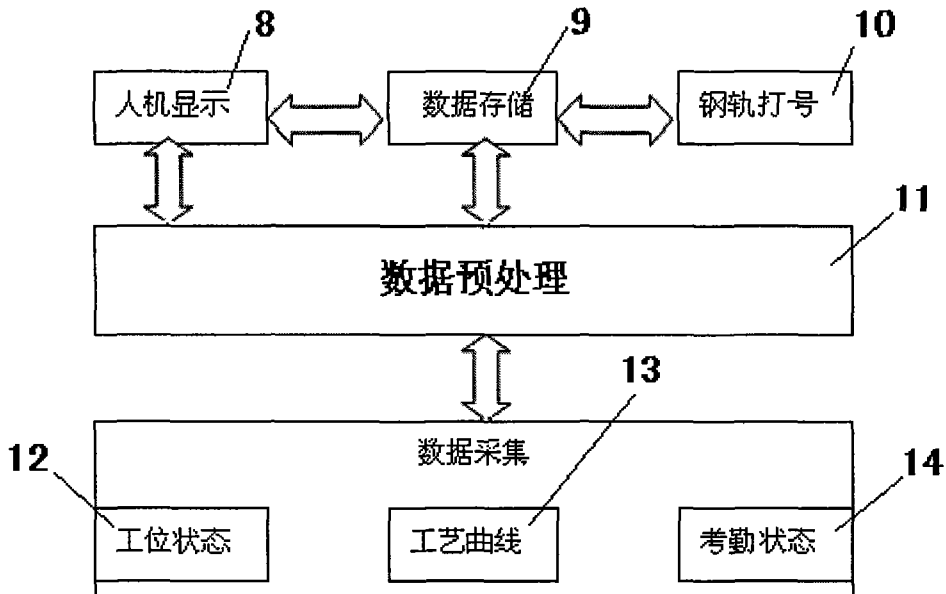 8 9 10
人机显示 数据存储 钢轨打号
11
数据预处理
13
数据采集
12 14
工位状态 工艺曲线 考勤状态